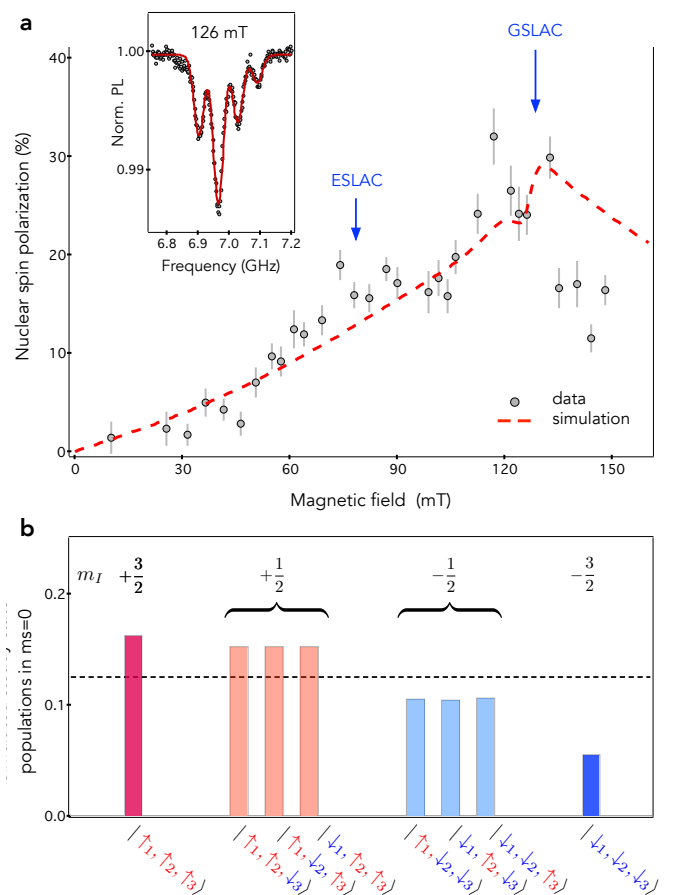 a
126 mT
GSLAC
ESLAC
Norm. PL
1.00
0.99
6.8 6.9 7.0 7.1 7.2
Frequency (GHz)
Nuclear spin polarization (%)
40
30
20
10
0
0 30 60 90 120 150
Magnetic field (mT)
data
simulation
b
m_I +3/2 +1/2 −1/2 −3/2
populations in ms=0
0.2
0.1
0.0
|↑1, ↑2, ↑3⟩
|↑1, ↑2, ↓3⟩
|↑1, ↓2, ↑3⟩
|↓1, ↑2, ↑3⟩
|↑1, ↓2, ↓3⟩
|↓1, ↑2, ↓3⟩
|↓1, ↓2, ↑3⟩
|↓1, ↓2, ↓3⟩